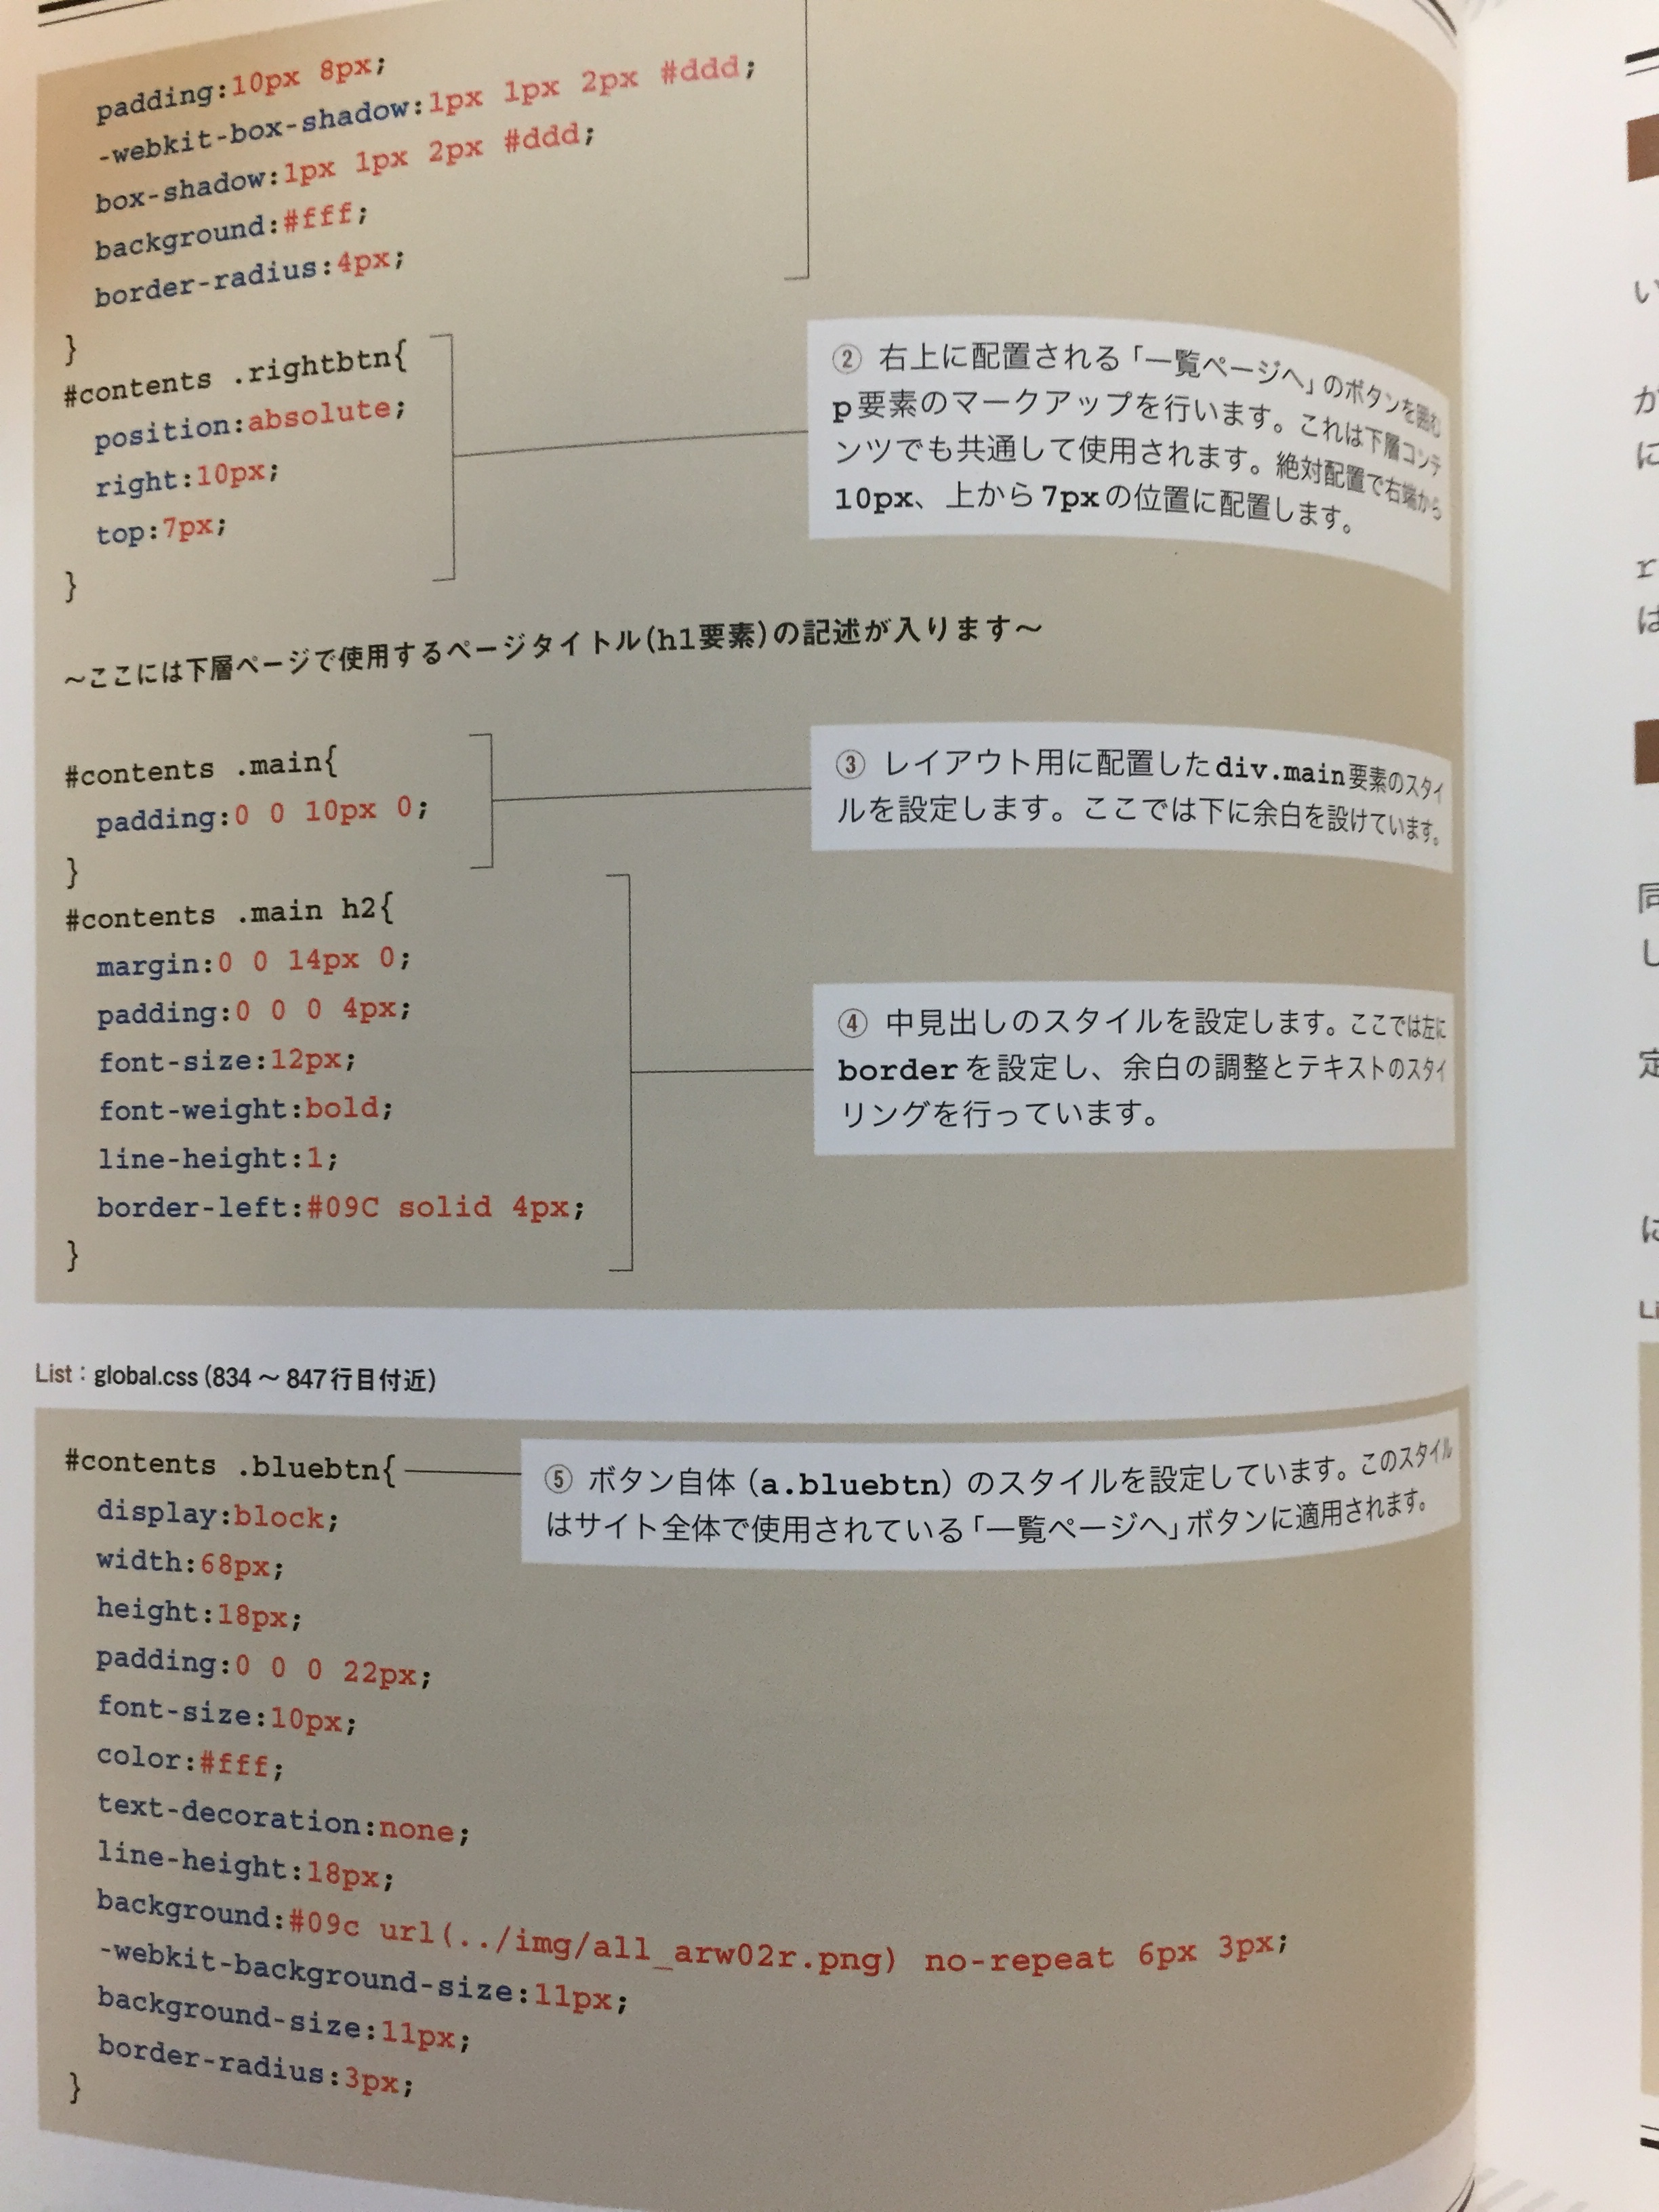 padding:10px 8px;
-webkit-box-shadow:1px 1px 2px #ddd;
box-shadow:1px 1px 2px #ddd;
background:#fff;
border-radius:4px;
}
#contents .rightbtn{
position:absolute;
right:10px;
top:7px;
}
② 右上に配置される「一覧ページへ」のボタンを囲む
p要素のマークアップを行います。これは下層コンテ
ンツでも共通して使用されます。絶対配置で右端から
10px、上から7pxの位置に配置します。
〜ここには下層ページで使用するページタイトル(h1要素)の記述が入ります〜
#contents .main{
padding:0 0 10px 0;
}
③ レイアウト用に配置したdiv.main要素のスタイ
ルを設定します。ここでは下に余白を設けています。
#contents .main h2{
margin:0 0 14px 0;
padding:0 0 0 4px;
font-size:12px;
font-weight:bold;
line-height:1;
border-left:#09C solid 4px;
}
④ 中見出しのスタイルを設定します。ここでは左に
borderを設定し、余白の調整とテキストのスタイ
リングを行っています。
List：global.css（834 〜 847行目付近）
#contents .bluebtn{
display:block;
width:68px;
height:18px;
padding:0 0 0 22px;
font-size:10px;
color:#fff;
text-decoration:none;
line-height:18px;
background:#09c url(../img/all_arw02r.png) no-repeat 6px 3px;
-webkit-background-size:11px;
background-size:11px;
border-radius:3px;
}
⑤ ボタン自体（a.bluebtn）のスタイルを設定しています。このスタイル
はサイト全体で使用されている「一覧ページへ」ボタンに適用されます。
い
が
に
r
は
同
し
定
に